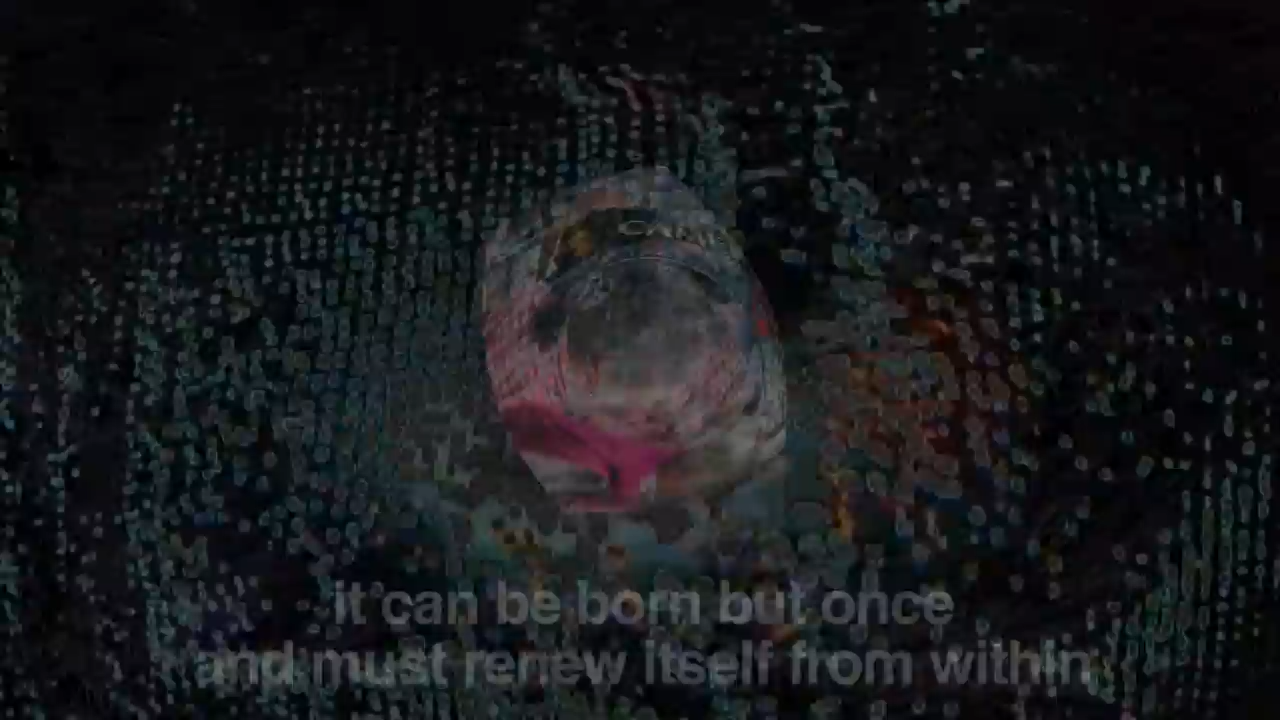 it can be born but once
and must renew itself from within